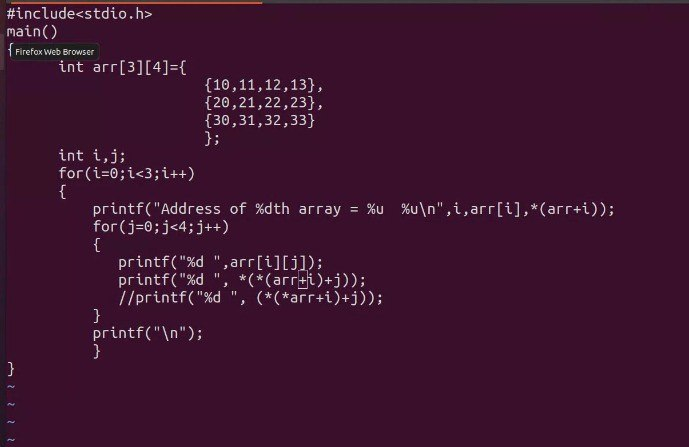 #include<stdio.h>
main()
{
Firefox Web Browser
int arr[3][4]={
{10,11,12,13},
{20,21,22,23},
{30,31,32,33}
};
int i,j;
for(i=0;i<3;i++)
{
printf("Address of %dth array = %u  %u\n",i,arr[i],*(arr+i));
for(j=0;j<4;j++)
{
printf("%d ",arr[i][j]);
printf("%d ", *(*(arr+i)+j));
//printf("%d ", (*(*arr+i)+j));
}
printf("\n");
}
}
~
~
~
~